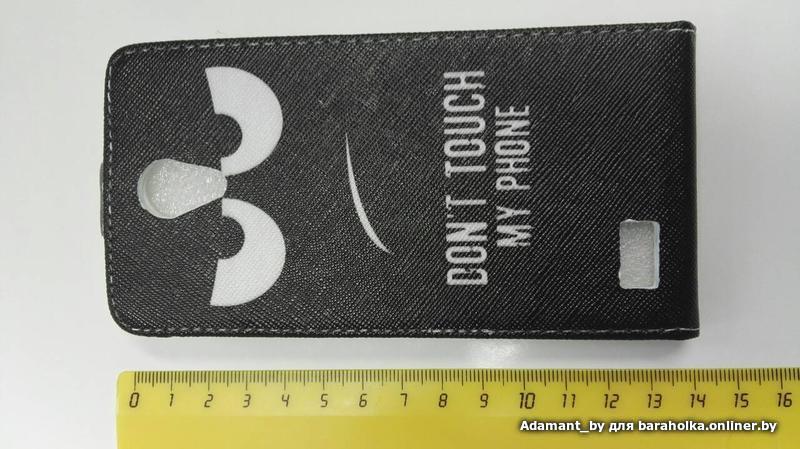 DON'T TOUCH
MY PHONE
0 1 2 3 4 5 6 7 8 9 10 11 12 13 14 15 16
Adamant_by для baraholka.onliner.by